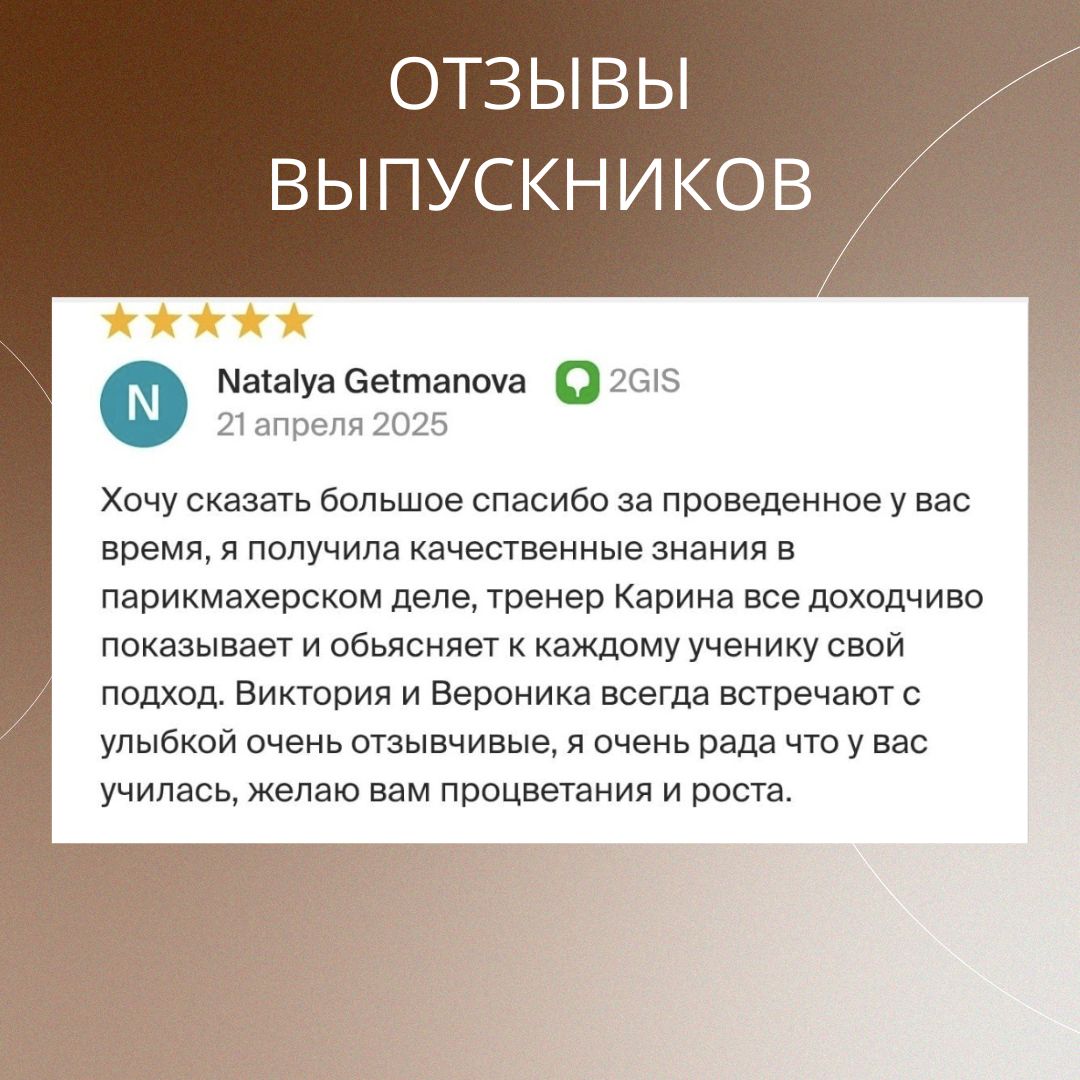 ОТЗЫВЫ
ВЫПУСКНИКОВ
N
Natalya Getmanova 2GIS
21 апреля 2025
Хочу сказать большое спасибо за проведенное у вас
время, я получила качественные знания в
парикмахерском деле, тренер Карина все доходчиво
показывает и обьясняет к каждому ученику свой
подход. Виктория и Вероника всегда встречают с
улыбкой очень отзывчивые, я очень рада что у вас
училась, желаю вам процветания и роста.